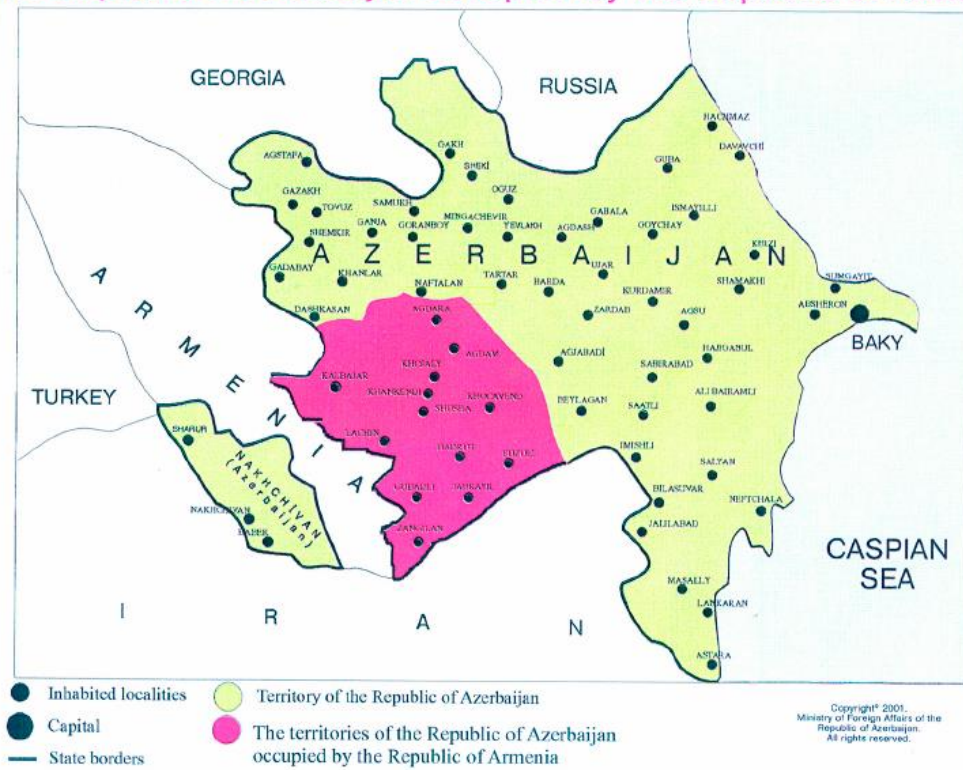 GEORGIA
RUSSIA
HACHMAZ
DAVAVCHI
GAKH
AGSTAFA
GUBA
SHEKI
OGUZ
GAZAKH
TOVUZ
SAMUKH
GABALA
ISMAYILLI
GANJA
MINGACHEVIR
SHEMKIR
GORANBOY
YEVLAKH
AGDASH
GOYCHAY
AZERBAIJAN
KHIZI
GADABAY
KHANLAR
UJAR
TARTAR
NAFTALAN
BARDA
KURDAMIR
SHAMAKHI
SUMGAYIT
DASHKASAN
AGDARA
ZARDAB
AGSU
ABSHERON
BAKY
ARMENIA
AGDAM
AGJABADI
HAJIGABUL
KHOJALY
SABIRABAD
KALBAJAR
KHANKENDI
KHOJAVEND
TURKEY
SHUSHA
BEYLAGAN
SAATLI
ALI BAIRAMLI
SHARUR
LACHIN
IMISHLI
NAKHCHIVAN
(Azerbaijan)
FIZULI
SALYAN
GUBADLI
JABRAYIL
BILASUVAR
NEFTCHALA
NAKHCHIVAN
BABEK
ZANGILAN
JALILABAD
CASPIAN
SEA
MASALLY
IRAN
LANKARAN
ASTARA
Inhabited localities
Territory of the Republic of Azerbaijan
Capital
The territories of the Republic of Azerbaijan
occupied by the Republic of Armenia
State borders
Copyright© 2001.
Ministry of Foreign Affairs of the
Republic of Azerbaijan.
All rights reserved.